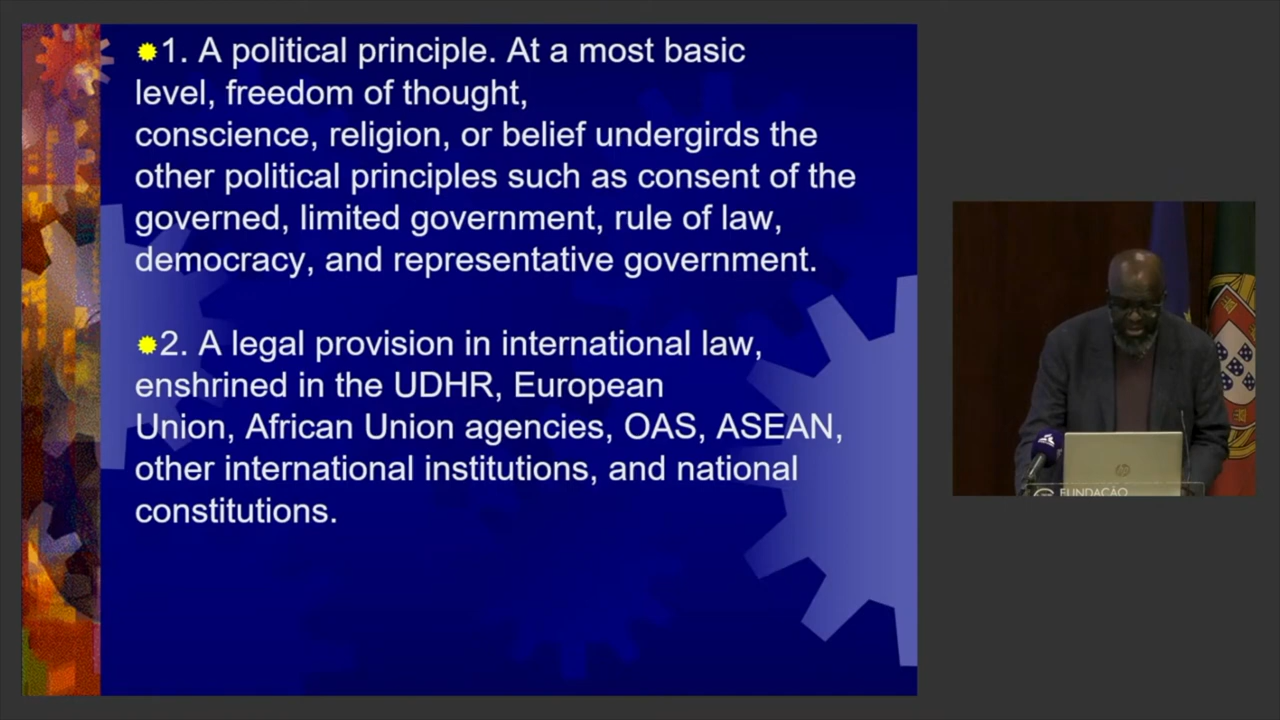 1. A political principle. At a most basic
level, freedom of thought,
conscience, religion, or belief undergirds the
other political principles such as consent of the
governed, limited government, rule of law,
democracy, and representative government.
2. A legal provision in international law,
enshrined in the UDHR, European
Union, African Union agencies, OAS, ASEAN,
other international institutions, and national
constitutions.
hp
FUNDAÇÃO